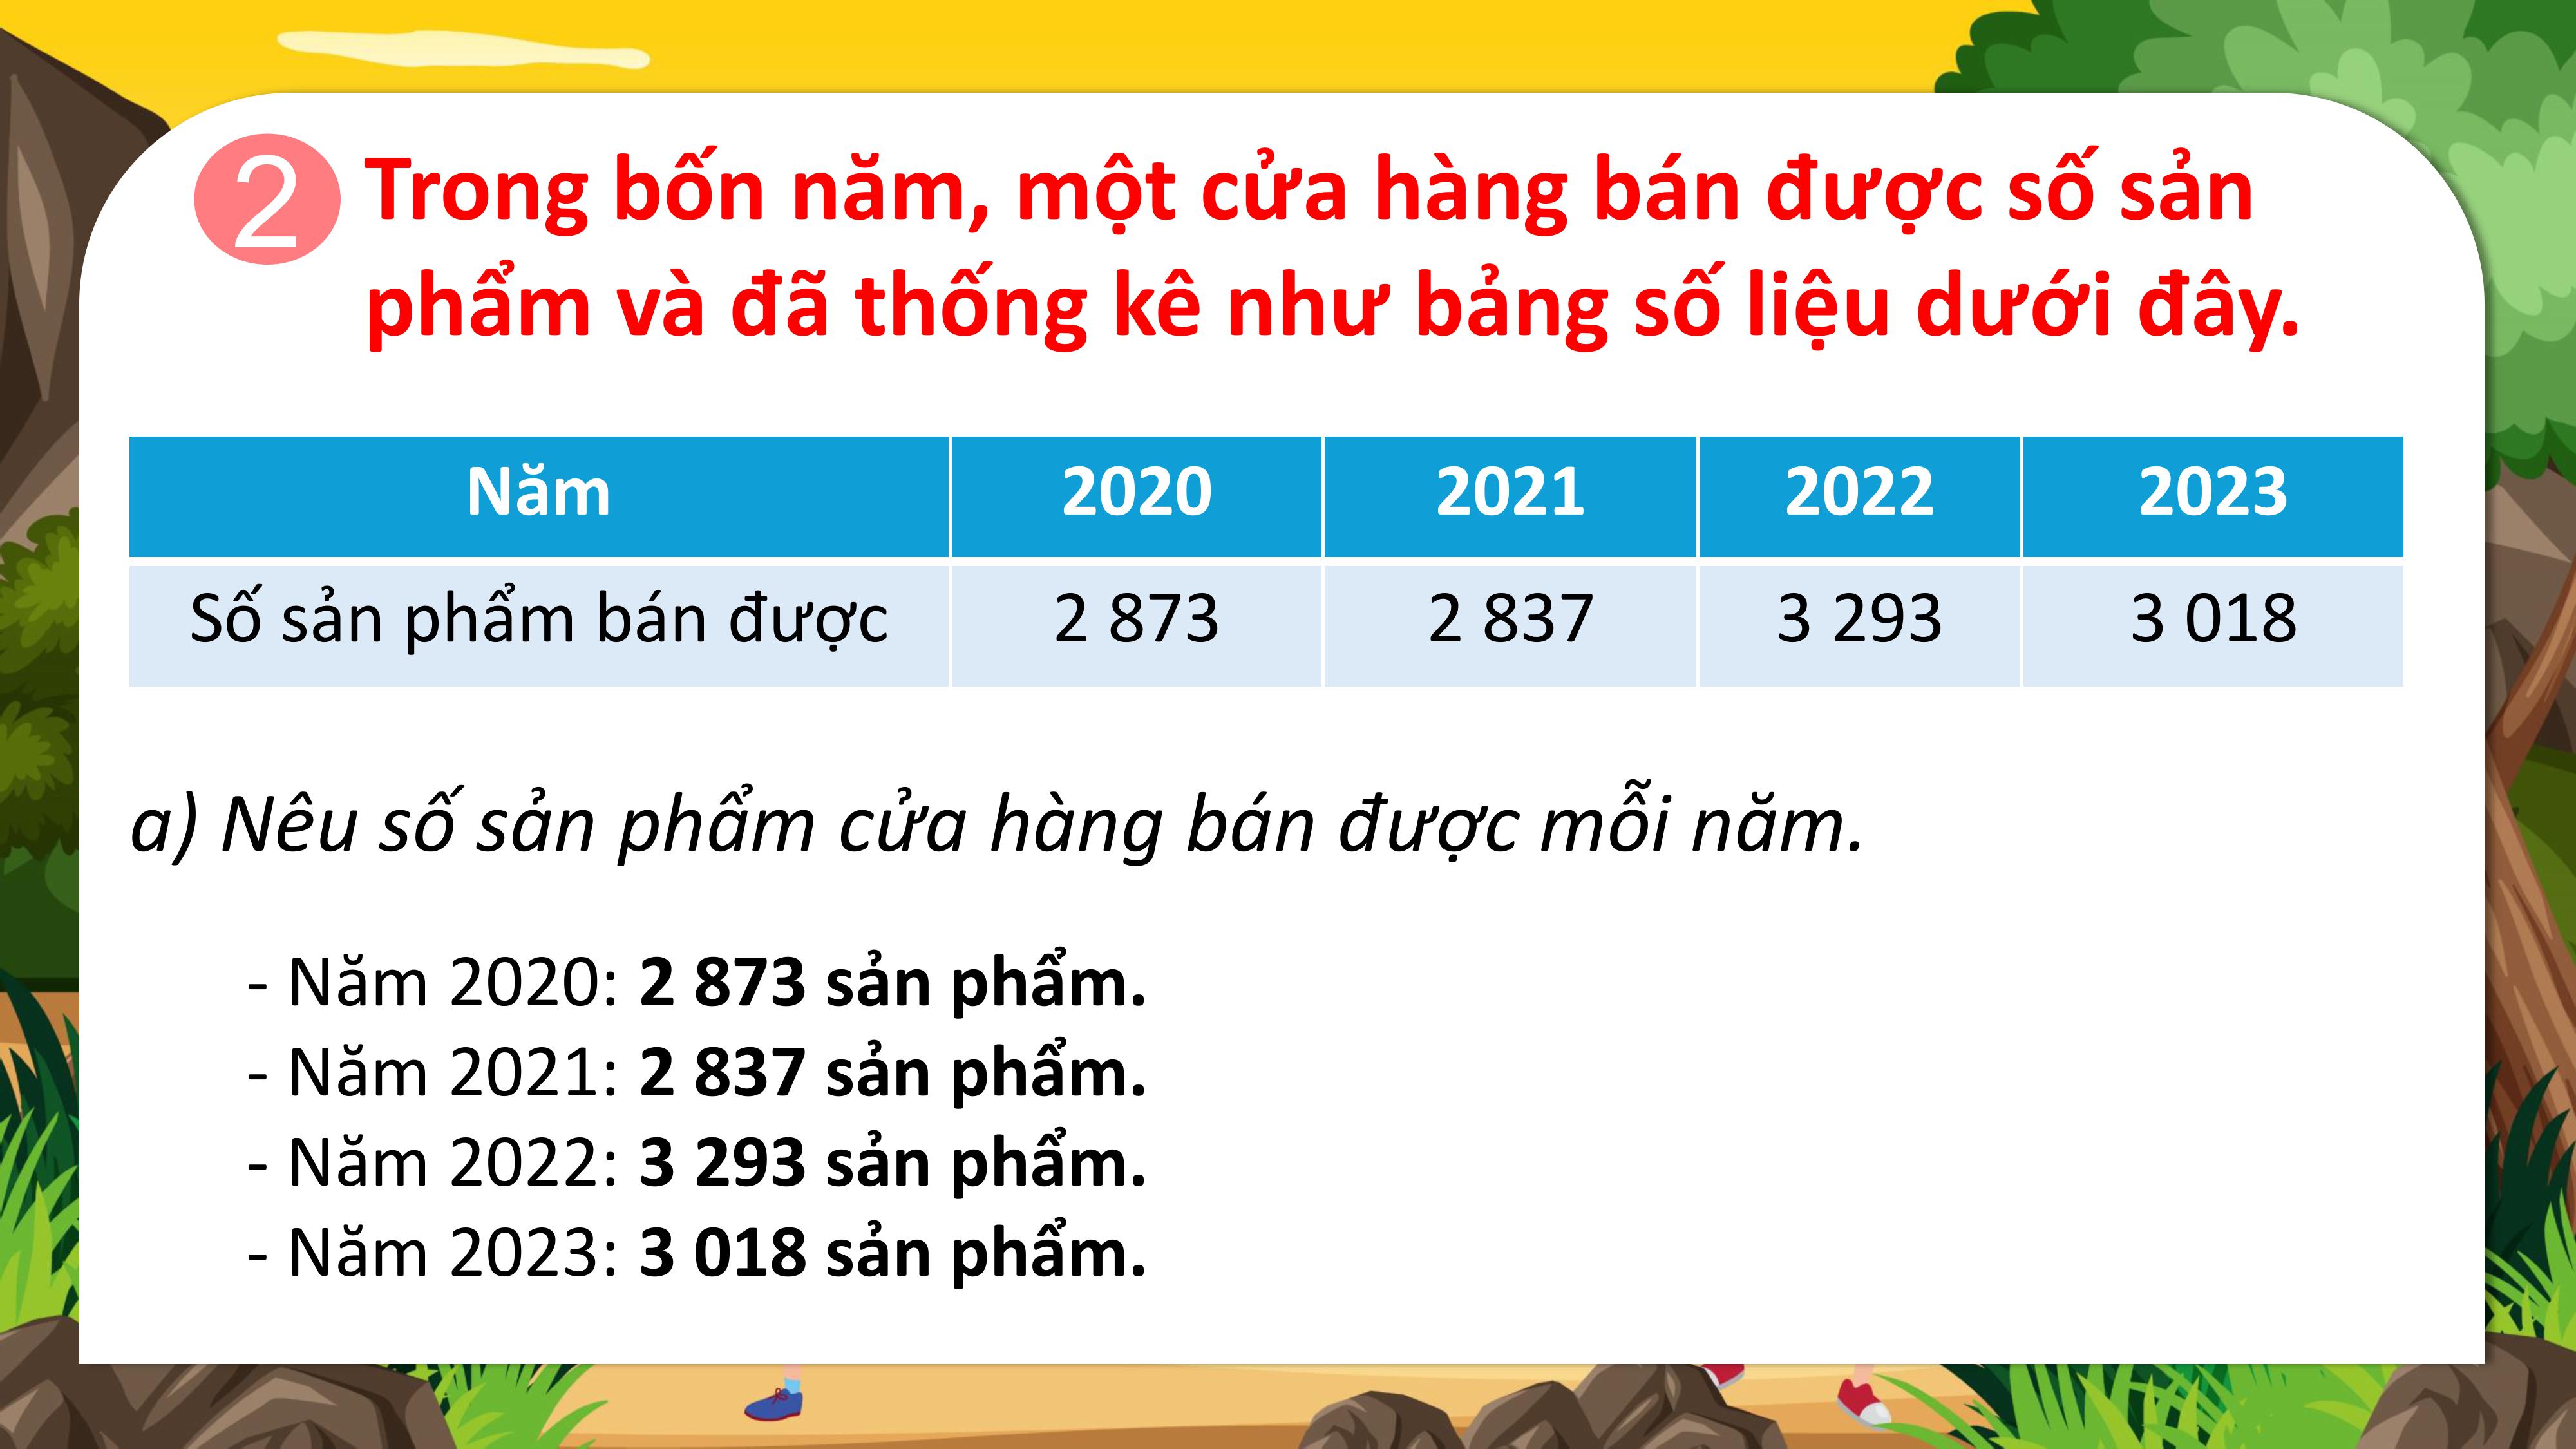 2 Trong bốn năm, một cửa hàng bán được số sản
phẩm và đã thống kê như bảng số liệu dưới đây.
Năm 2020 2021 2022 2023
Số sản phẩm bán được 2 873 2 837 3 293 3 018
a) Nêu số sản phẩm cửa hàng bán được mỗi năm.
- Năm 2020: 2 873 sản phẩm.
- Năm 2021: 2 837 sản phẩm.
- Năm 2022: 3 293 sản phẩm.
- Năm 2023: 3 018 sản phẩm.